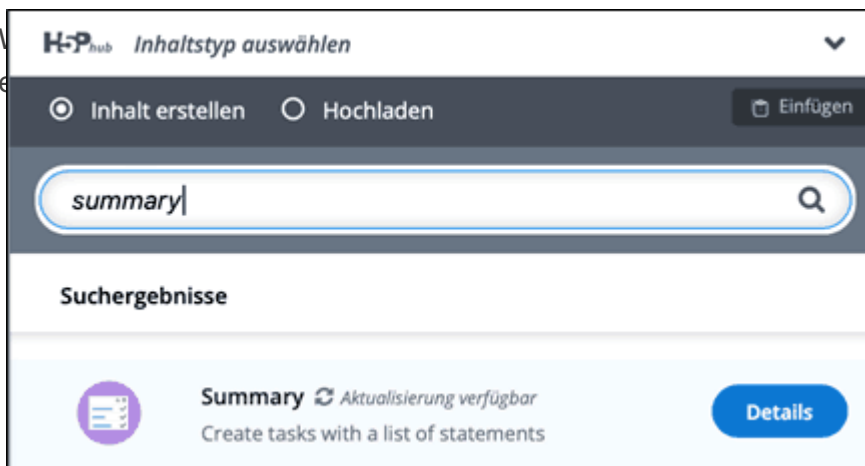 H5P hub Inhaltstyp auswählen
Inhalt erstellen Hochladen Einfügen
summary
Suchergebnisse
Summary Aktualisierung verfügbar
Create tasks with a list of statements
Details